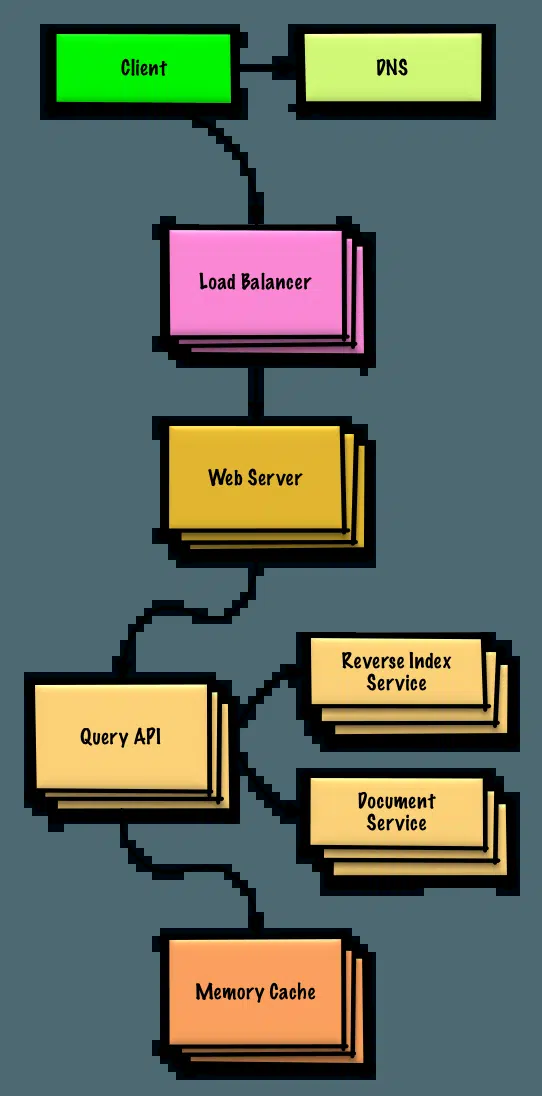 Client
DNS
Load Balancer
Web Server
Reverse Index
Service
Query API
Document
Service
Memory Cache